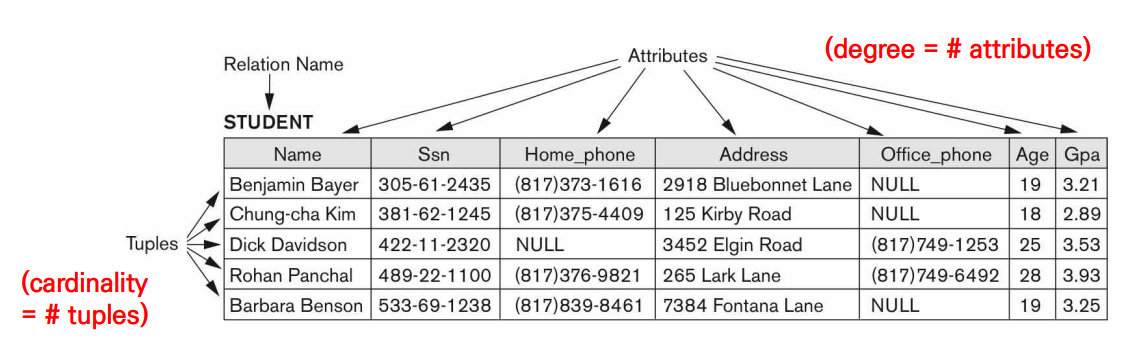 (degree = # attributes)
Attributes
Relation Name
STUDENT
Name Ssn Home_phone Address Office_phone Age Gpa
Benjamin Bayer 305-61-2435 (817)373-1616 2918 Bluebonnet Lane NULL 19 3.21
Chung-cha Kim 381-62-1245 (817)375-4409 125 Kirby Road NULL 18 2.89
Tuples Dick Davidson 422-11-2320 NULL 3452 Elgin Road (817)749-1253 25 3.53
Rohan Panchal 489-22-1100 (817)376-9821 265 Lark Lane (817)749-6492 28 3.93
Barbara Benson 533-69-1238 (817)839-8461 7384 Fontana Lane NULL 19 3.25
(cardinality
= # tuples)